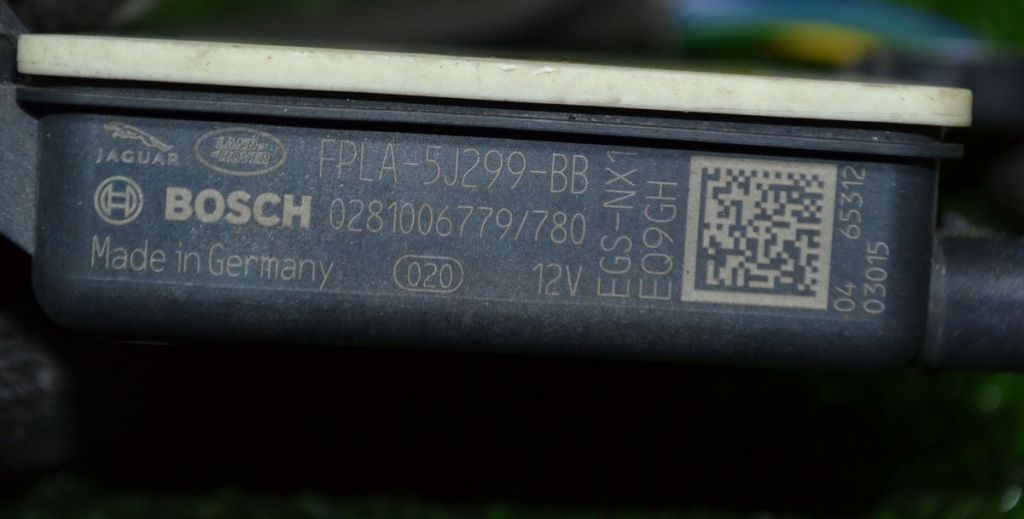 JAGUAR LAND-ROVER FPLA-5J299-BB
BOSCH 0281006779/780
Made in Germany 020 12V
EGS-NX1
EQ9GH
04 65312
03015